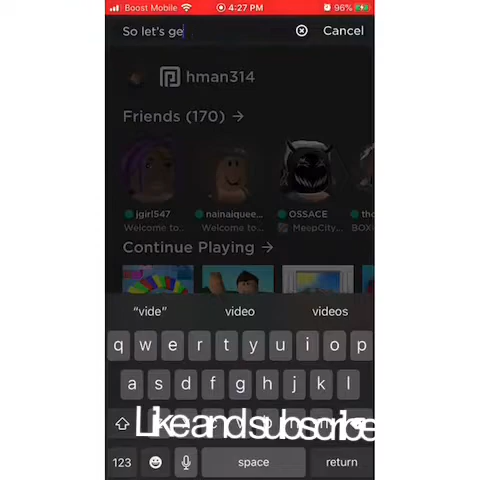 Boost Mobile 4:27 PM 96%
So let's ge Cancel
hman314
Friends (170) →
jgirl547 nainaiquee... OSSACE
Welcome to... Welcome to... MeepCity... BOX
Continue Playing →
"vide" video videos
q w e r t y u i o p
a s d f g h j k l
Like and subscribe
123 space return